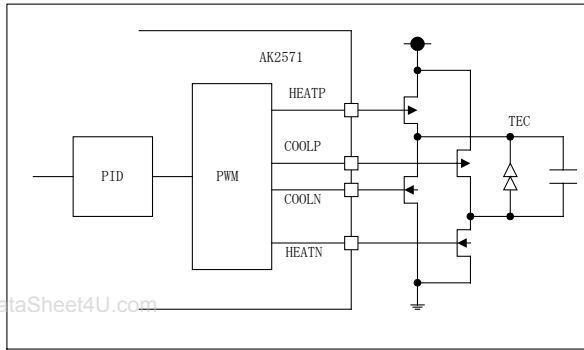 AK2571
HEATP
TEC
COOLP
PID
PWM
COOLN
HEATN
ataSheet4U.com